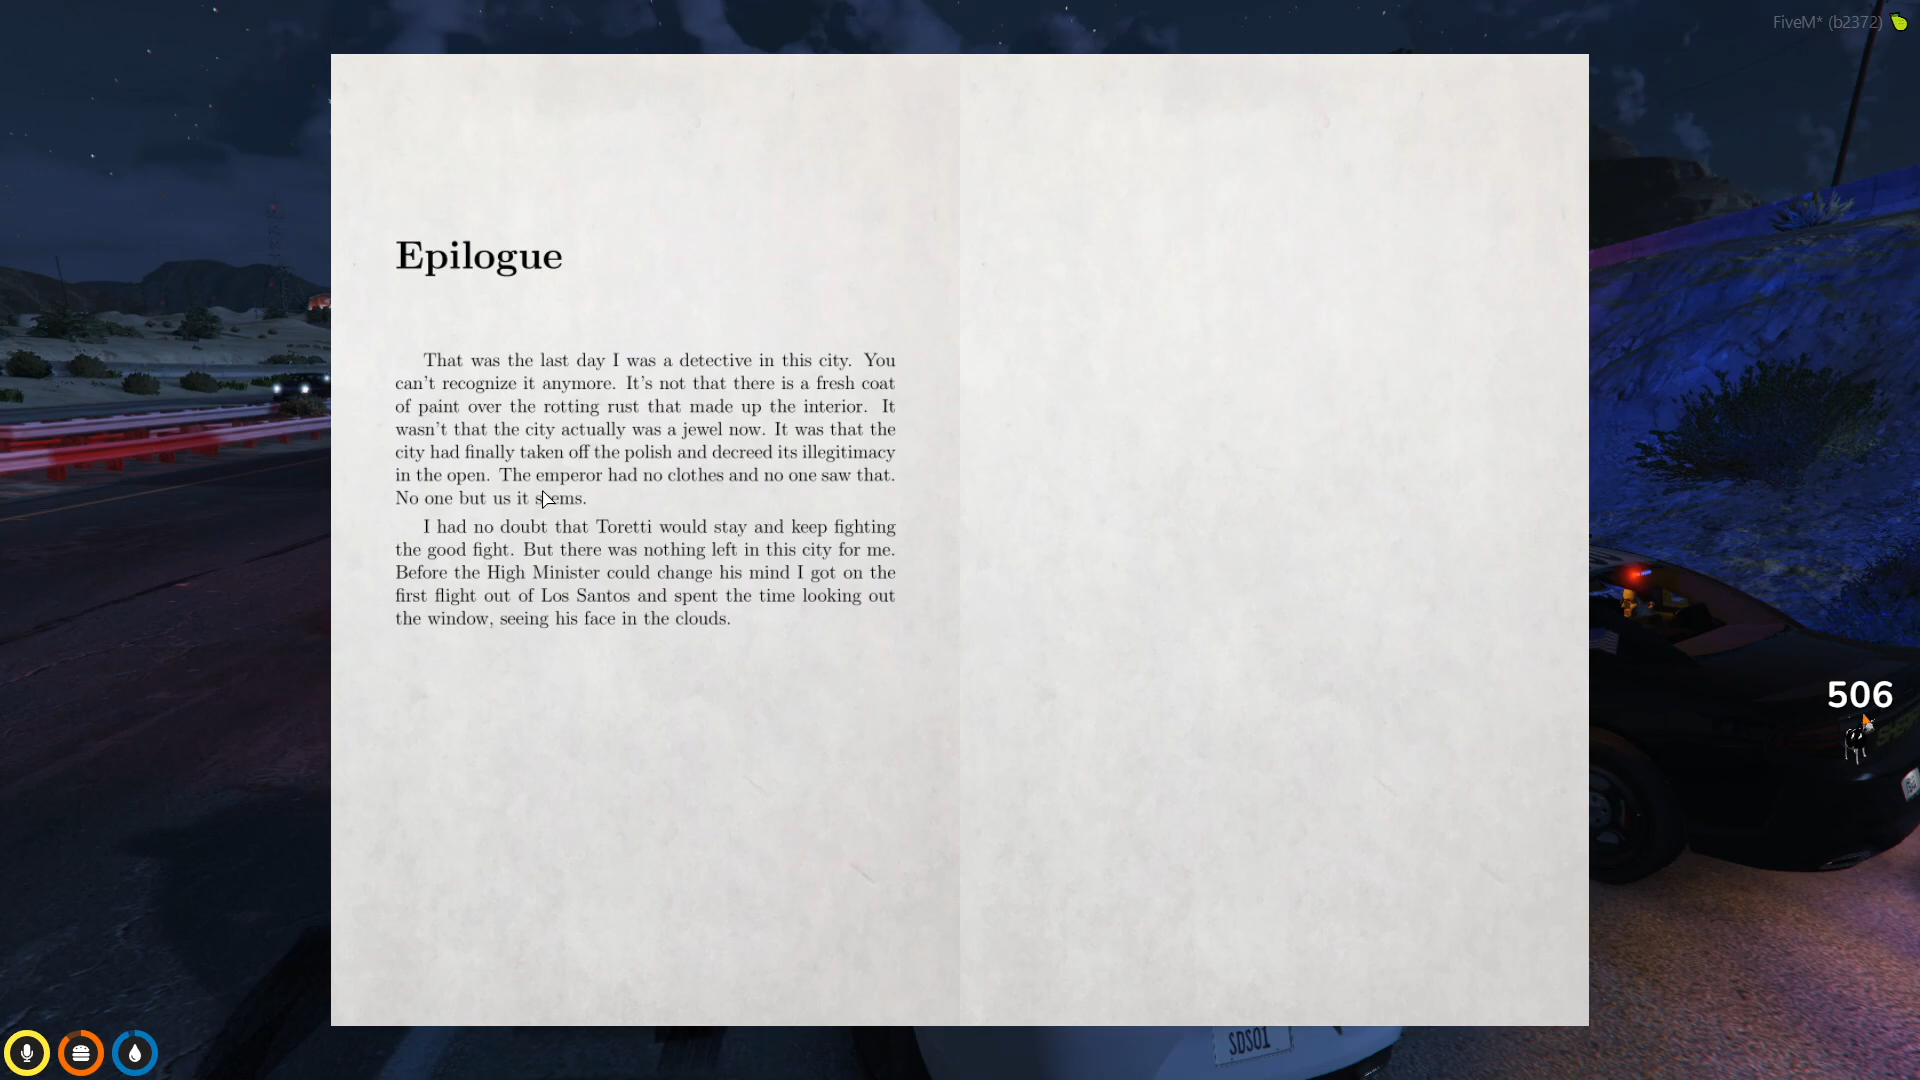 FiveM* (b2372)
Epilogue
That was the last day I was a detective in this city. You
can't recognize it anymore. It's not that there is a fresh coat
of paint over the rotting rust that made up the interior. It
wasn't that the city actually was a jewel now. It was that the
city had finally taken off the polish and decreed its illegitimacy
in the open. The emperor had no clothes and no one saw that.
No one but us it seems.
I had no doubt that Toretti would stay and keep fighting
the good fight. But there was nothing left in this city for me.
Before the High Minister could change his mind I got on the
first flight out of Los Santos and spent the time looking out
the window, seeing his face in the clouds.
506
SDSO1